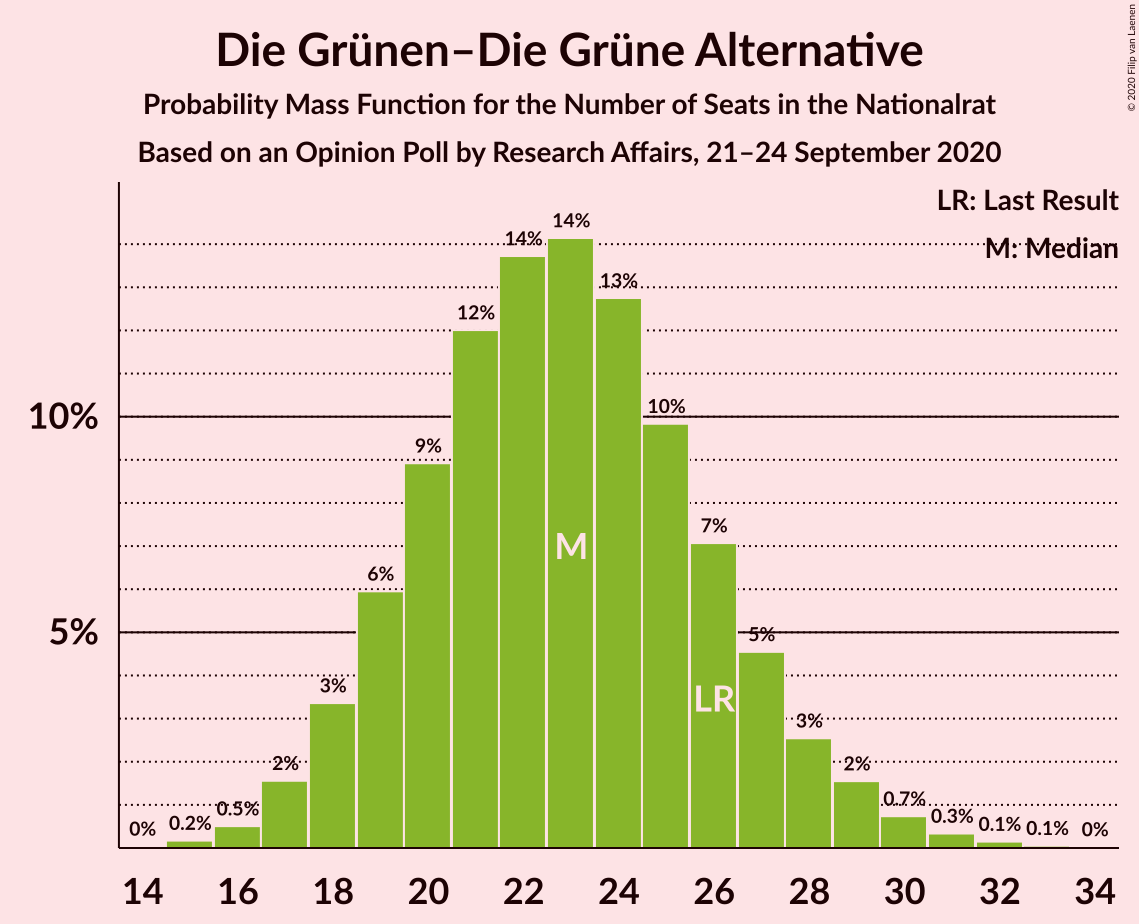 © 2020 Filip van Laenen
Die Grünen–Die Grüne Alternative
Probability Mass Function for the Number of Seats in the Nationalrat
Based on an Opinion Poll by Research Affairs, 21–24 September 2020
LR: Last Result
M: Median
10%
5%
0%
0.2%
0.5%
2%
3%
6%
9%
12%
14%
14%
13%
10%
7%
5%
3%
2%
0.7%
0.3%
0.1%
0.1%
0%
M
LR
14 16 18 20 22 24 26 28 30 32 34